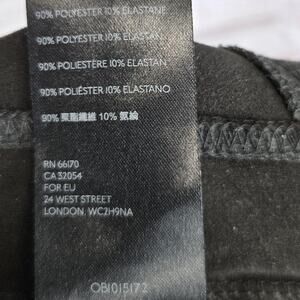 90% POLYESTER 10% ELASTANE
90% POLYESTER 10% ELASTAN
90% POLIESTERE 10% ELASTAN
90% POLIÉSTER 10% ELASTANO
90% 聚酯纖維 10% 氨綸
RN 66170
CA 32054
FOR EU
24 WEST STREET
LONDON, WC2H9NA
OB1015172